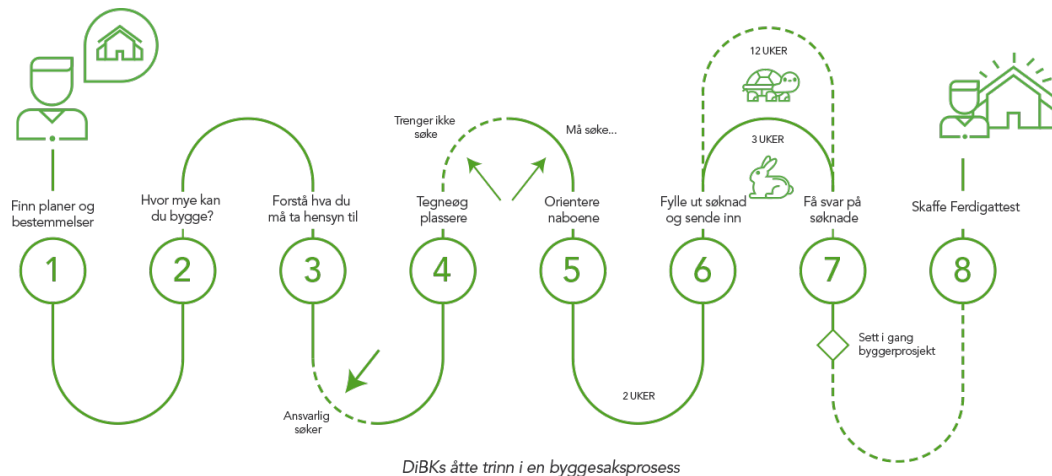 12 UKER
Trenger ikke
søke
Må søke...
3 UKER
Finn planer og
bestemmelser
Hvor mye kan
du bygge?
Forstå hva du
må ta hensyn til
Tegneøg
plassere
Orientere
naboene
Fylle ut søknad
og sende inn
Få svar på
søknade
Skaffe Ferdigattest
1
2
3
4
5
6
7
8
Sett i gang
byggerprosjekt
Ansvarlig
søker
2 UKER
DiBKs åtte trinn i en byggesaksprosess